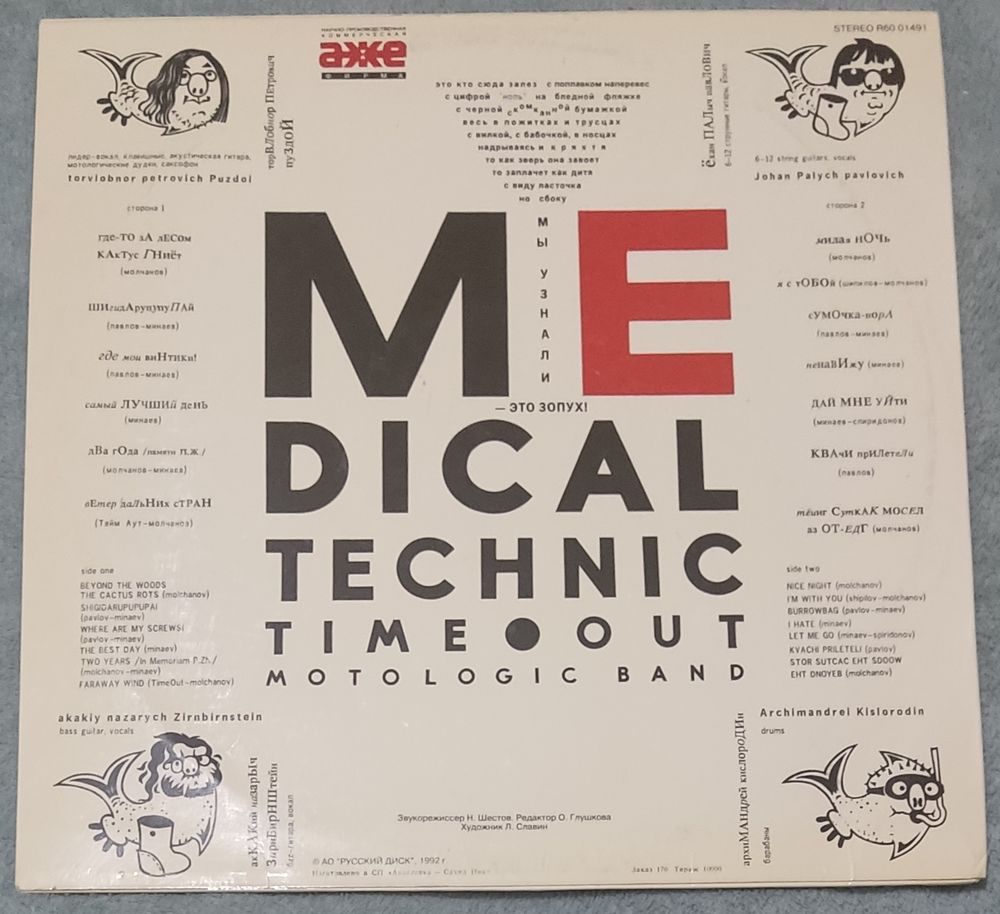 НАУЧНО-ПРОИЗВОДСТВЕННАЯ
КОММЕРЧЕСКАЯ
аже
ФИРМА
STEREO R60 01491
торВЛобнор ПЕтрович
пуЗдОЙ
лидер-вокал, клавишные, акустическая гитара,
мотологические дудки, саксофон
torvlobnor petrovich Puzdoi
это кто сюда залез с поплавком наперевес
с цифрой "ноль" на бледной фляжке
с черной скомканной бумажкой
весь в пожитках и трусцах
с вилкой, с бабочкой, в носцах
надрываясь и кряхтя
то как зверь она завоет
то заплачет как дитя
с виду ласточка
но сбоку
МЫ УЗНАЛИ
— ЭТО ЗОПУХ!
Ёхан ПАЛыч павлОВич
6–12 струнные гитары, вокал
6–12 string guitars, vocals
Johan Palych pavlovich
сторона 1
где-ТО зА лЕСОм
КАкТус ГНиёт
(молчанов)
ШИгидАрупупуПАй
(павлов–минаев)
где мои виНтики!
(павлов–минаев)
самый ЛУЧШИй деНЬ
(минаев)
дВа гОда /памяти П.Ж./
(молчанов–минаев)
вЕтер даЛьНИх сТРАН
(Тайм Аут–молчанов)
сторона 2
милая НОЧЬ
(молчанов)
я с тОБОй (шипилов–молчанов)
сУМОчка-норА
(павлов–минаев)
ненавИжу (минаев)
ДАЙ МНЕ УЙти
(минаев–спиридонов)
КВАчИ прИЛетеЛи
(павлов)
тёинг СуткАК МОСЕЛ
аз ОТ-ЕДГ (молчанов)
ME
DICAL
TECHNIC
TIME OUT
MOTOLOGIC BAND
side one
BEYOND THE WOODS
THE CACTUS ROTS (molchanov)
SHIGIDARUPUPUPAI
(pavlov–minaev)
WHERE ARE MY SCREWS!
(pavlov–minaev)
THE BEST DAY (minaev)
TWO YEARS /In Memoriam P.Zh./
(molchanov–minaev)
FARAWAY WIND (TimeOut–molchanov)
side two
NICE NIGHT (molchanov)
I'M WITH YOU (shipilov–molchanov)
BURROWBAG (pavlov–minaev)
I HATE (minaev)
LET ME GO (minaev–spiridonov)
KVACHI PRILETELI (pavlov)
STOR SUTCAC EHT SDOOW
EHT DNOYEB (molchanov)
akakiy nazarych Zirnbirnstein
bass guitar, vocals
акКАКий назарЫч
ЗирнБирНШтейн
бас-гитара, вокал
Archimandrei Kislorodin
drums
архиМАНдрей кислороДИн
барабаны
Звукорежиссер Н. Шестов. Редактор О. Глушкова
Художник Л. Славин
© АО "РУССКИЙ ДИСК", 1992 г
Изготовлено в СП
Заказ 170 Тираж 10000